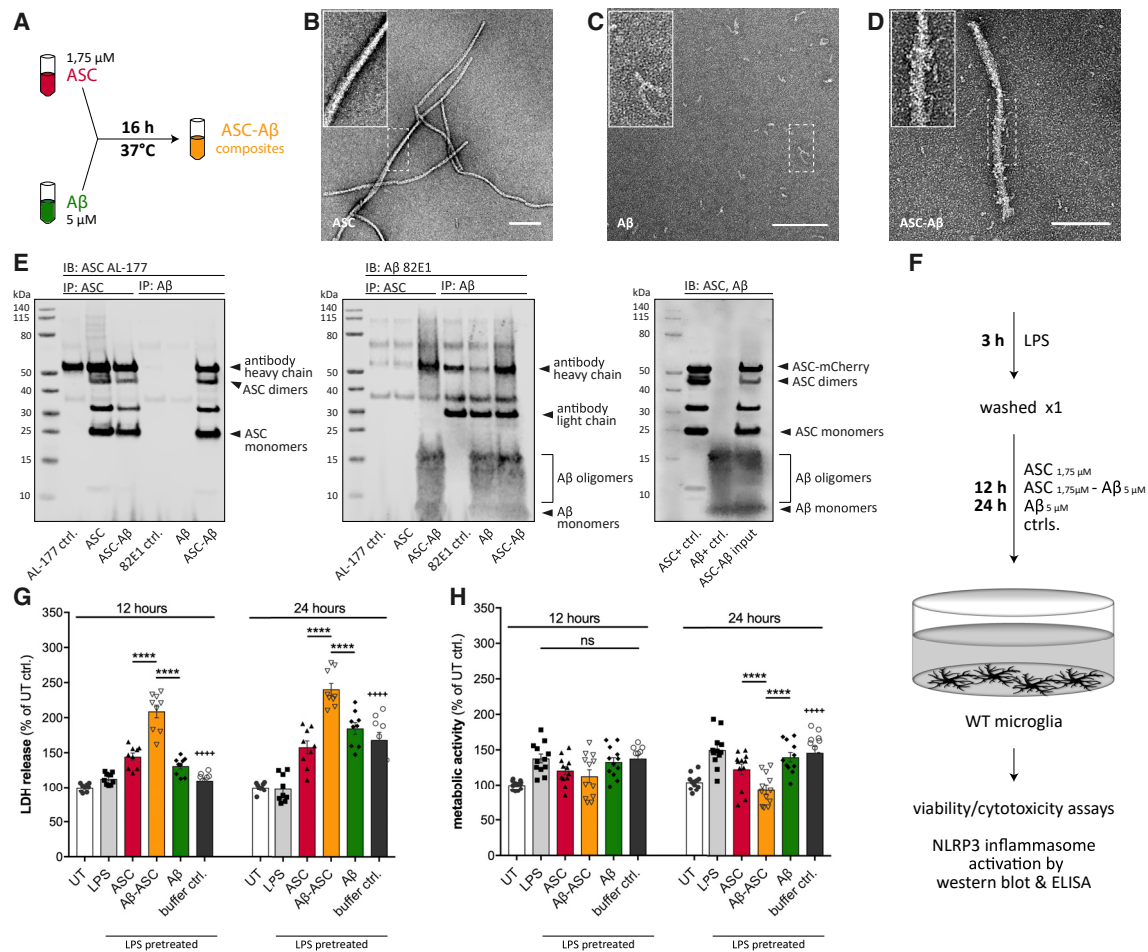 A
1,75 µM
ASC
16 h
37°C
ASC-Aβ
composites
Aβ
5 µM
B
ASC
C
Aβ
D
ASC-Aβ
E
IB: ASC AL-177
IP: ASC IP: Aβ
kDa
140
115
80
50
40
30
25
15
10
antibody
heavy chain
ASC dimers
ASC
monomers
AL-177 ctrl.
ASC
ASC-Aβ
82E1 ctrl.
Aβ
ASC-Aβ
IB: Aβ 82E1
IP: ASC IP: Aβ
kDa
140
115
80
50
40
30
25
15
10
antibody
heavy chain
antibody
light chain
Aβ oligomers
Aβ
monomers
AL-177 ctrl.
ASC
ASC-Aβ
82E1 ctrl.
Aβ
ASC-Aβ
IB: ASC, Aβ
kDa
140
115
80
50
40
30
25
15
10
ASC-mCherry
ASC dimers
ASC monomers
Aβ oligomers
Aβ monomers
ASC+ ctrl.
Aβ+ ctrl.
ASC-Aβ input
F
3 h LPS
washed x1
12 h
24 h
ASC 1,75 µM
ASC 1,75µM - Aβ 5 µM
Aβ 5 µM
ctrls.
WT microglia
viability/cytotoxicity assays
NLRP3 inflammasome
activation by
western blot & ELISA
G
LDH release (% of UT ctrl.)
350
300
250
200
150
100
50
0
12 hours
24 hours
****
****
++++
****
****
++++
UT
LPS
ASC
Aβ-ASC
Aβ
buffer ctrl.
UT
LPS
ASC
Aβ-ASC
Aβ
buffer ctrl.
LPS pretreated
LPS pretreated
H
metabolic activity (% of UT ctrl.)
350
300
250
200
150
100
50
0
12 hours
24 hours
ns
****
****
++++
UT
LPS
ASC
Aβ-ASC
Aβ
buffer ctrl.
UT
LPS
ASC
Aβ-ASC
Aβ
buffer ctrl.
LPS pretreated
LPS pretreated